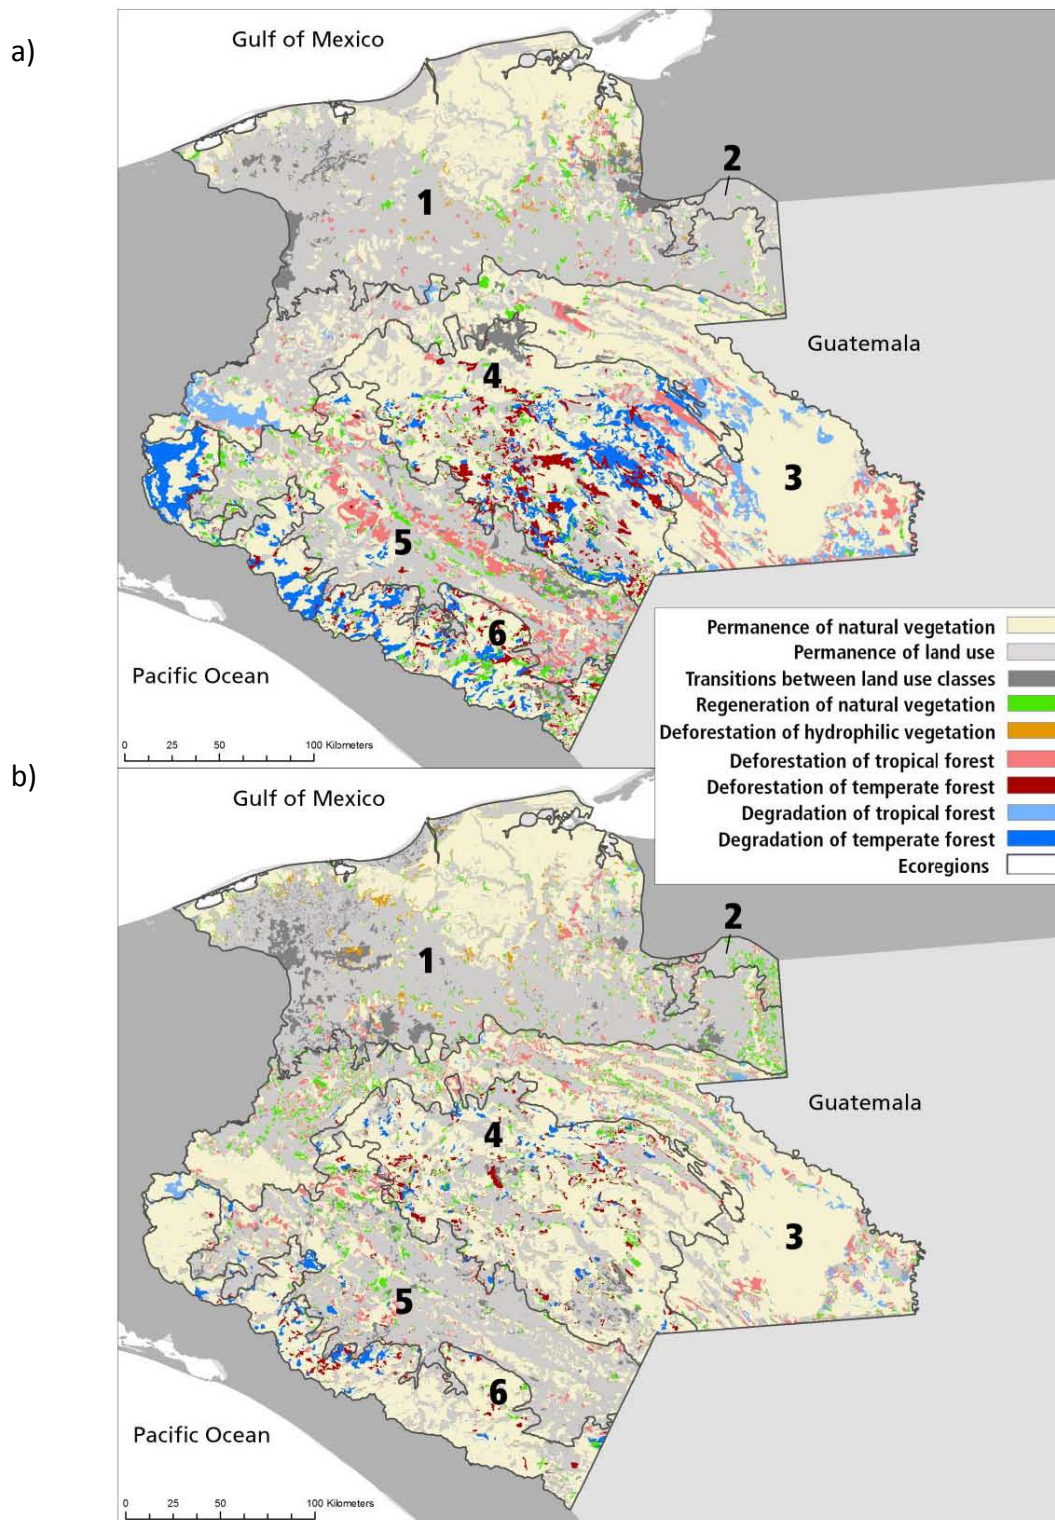 a)
Gulf of Mexico
2
1
Guatemala
4
3
5
6
Pacific Ocean
0 25 50 100 Kilometers
Permanence of natural vegetation
Permanence of land use
Transitions between land use classes
Regeneration of natural vegetation
Deforestation of hydrophilic vegetation
Deforestation of tropical forest
Deforestation of temperate forest
Degradation of tropical forest
Degradation of temperate forest
Ecoregions
b)
Gulf of Mexico
2
1
Guatemala
4
3
5
6
Pacific Ocean
0 25 50 100 Kilometers